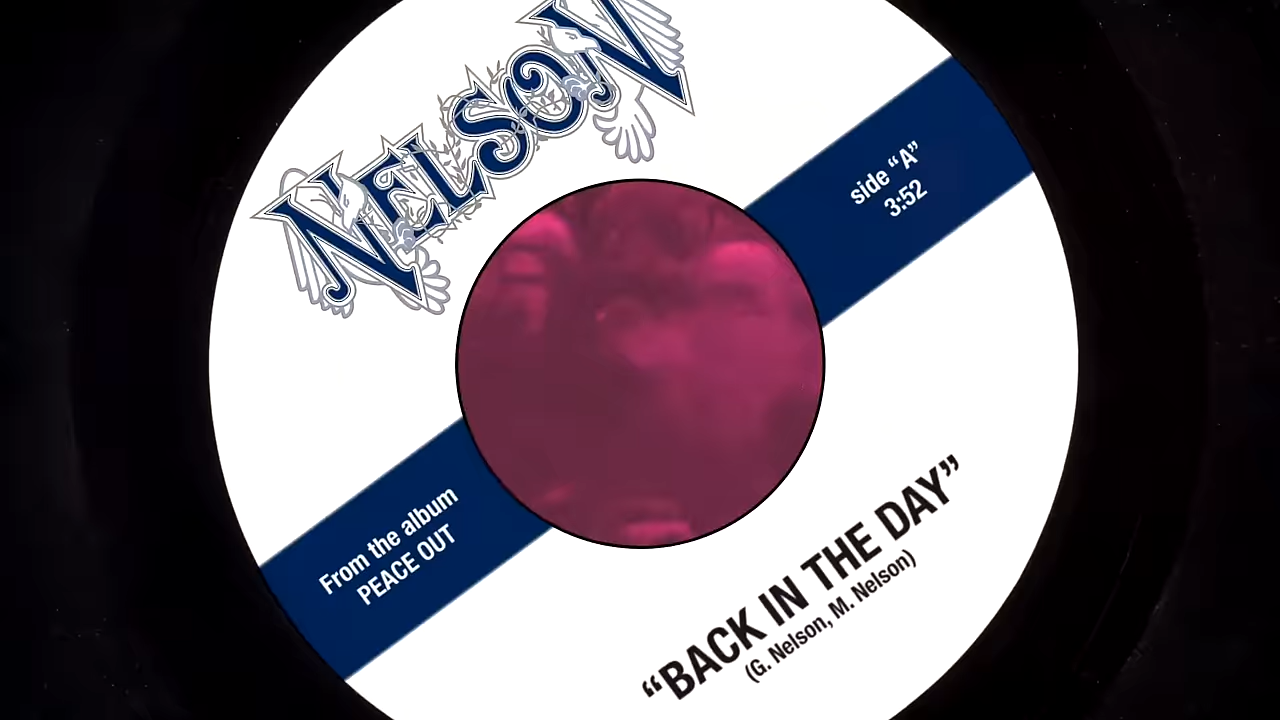 NELSON
side “A”
3:52
From the album
PEACE OUT
“BACK IN THE DAY”
(G. Nelson, M. Nelson)